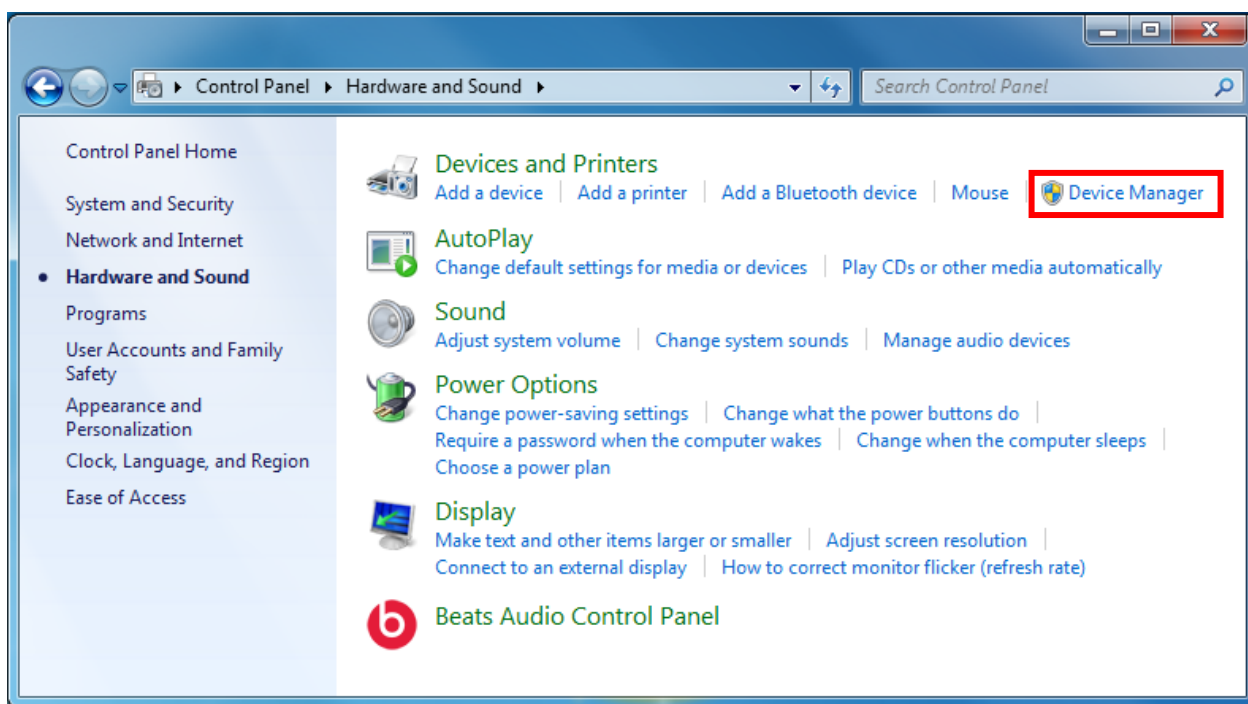 Control Panel Hardware and Sound Search Control Panel
Control Panel Home
System and Security
Network and Internet
Hardware and Sound
Programs
User Accounts and Family
Safety
Appearance and
Personalization
Clock, Language, and Region
Ease of Access
Devices and Printers
Add a device Add a printer Add a Bluetooth device Mouse Device Manager
AutoPlay
Change default settings for media or devices Play CDs or other media automatically
Sound
Adjust system volume Change system sounds Manage audio devices
Power Options
Change power-saving settings Change what the power buttons do
Require a password when the computer wakes Change when the computer sleeps
Choose a power plan
Display
Make text and other items larger or smaller Adjust screen resolution
Connect to an external display How to correct monitor flicker (refresh rate)
Beats Audio Control Panel